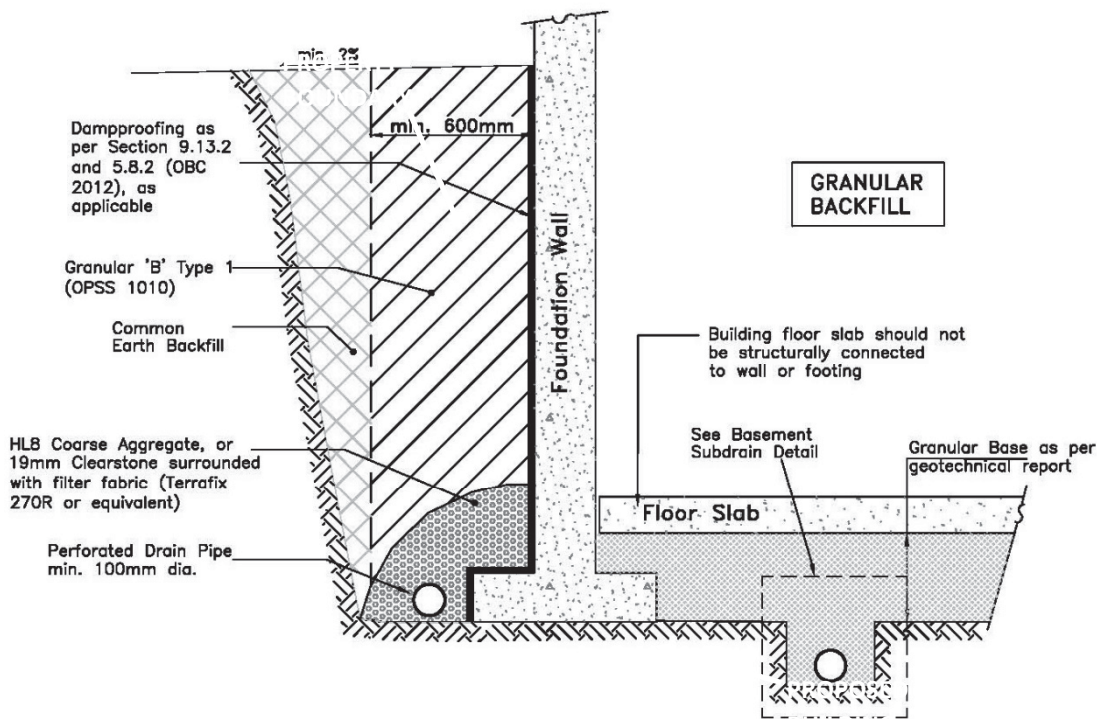 min. 2%
min. 600mm
Dampproofing as
per Section 9.13.2
and 5.8.2 (OBC
2012), as
applicable
GRANULAR
BACKFILL
Foundation Wall
Granular 'B' Type 1
(OPSS 1010)
Common
Earth Backfill
Building floor slab should not
be structurally connected
to wall or footing
HL8 Coarse Aggregate, or
19mm Clearstone surrounded
with filter fabric (Terrafix
270R or equivalent)
See Basement
Subdrain Detail
Granular Base as per
geotechnical report
Floor Slab
Perforated Drain Pipe
min. 100mm dia.